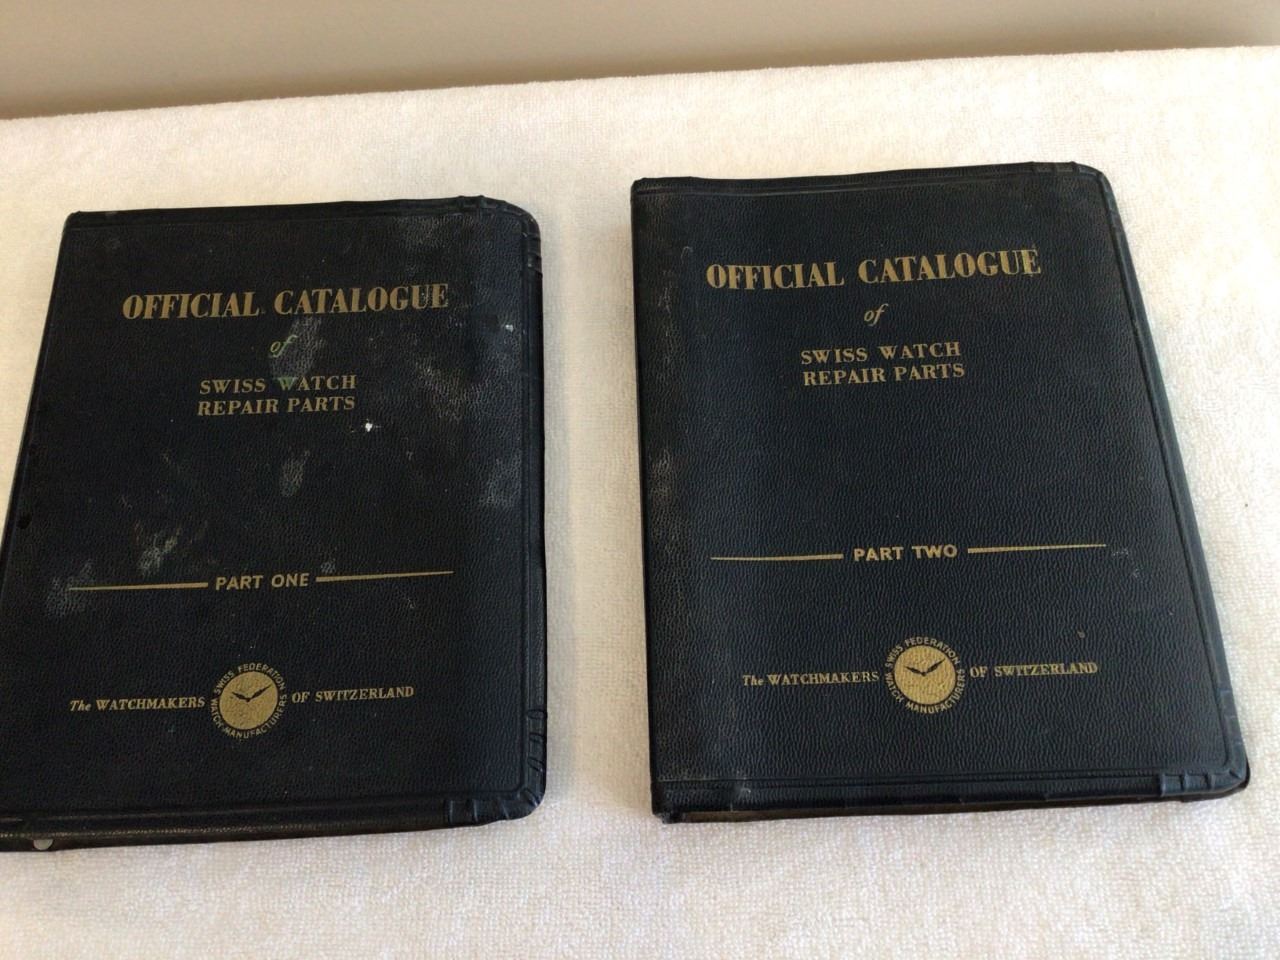 OFFICIAL CATALOGUE
of
SWISS WATCH
REPAIR PARTS
PART ONE
The WATCHMAKERS OF SWITZERLAND
SWISS FEDERATION
WATCH MANUFACTURERS
OFFICIAL CATALOGUE
of
SWISS WATCH
REPAIR PARTS
PART TWO
The WATCHMAKERS OF SWITZERLAND
SWISS FEDERATION
WATCH MANUFACTURERS